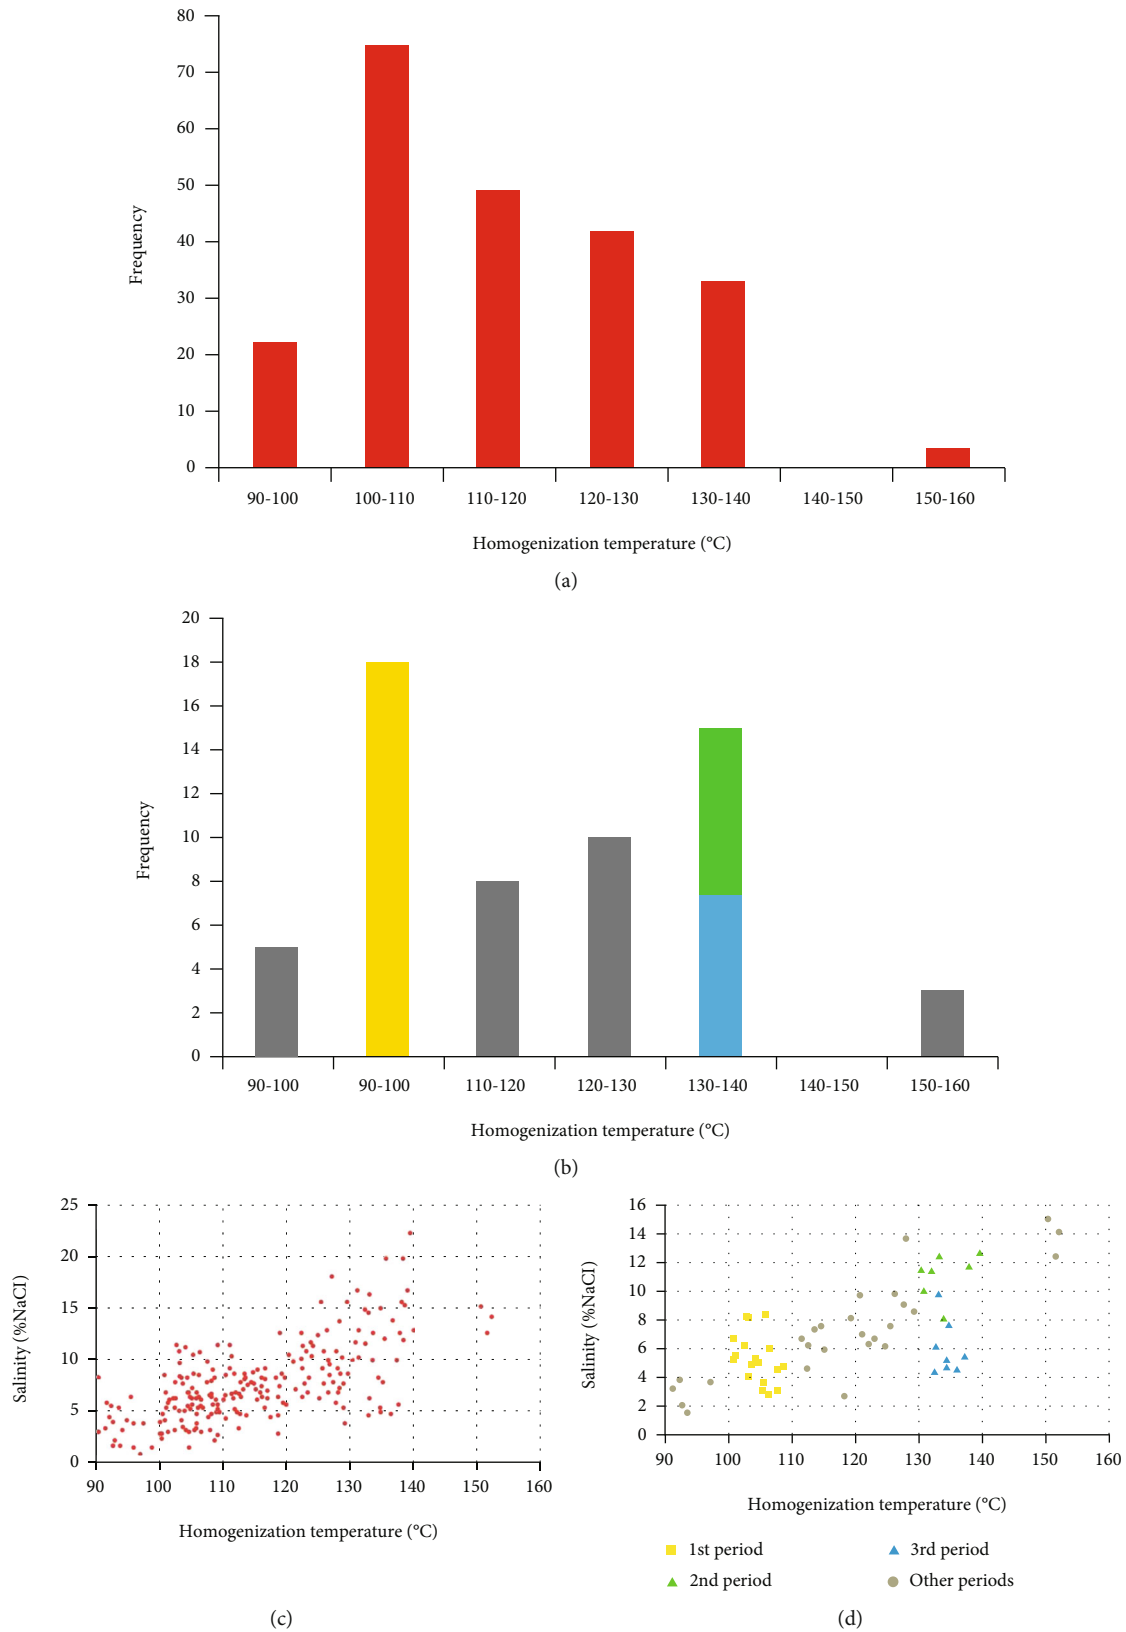 80
70
60
50
40
30
20
10
0
Frequency
90-100 100-110 110-120 120-130 130-140 140-150 150-160
Homogenization temperature (°C)
(a)
20
18
16
14
12
10
8
6
4
2
0
Frequency
90-100 90-100 110-120 120-130 130-140 140-150 150-160
Homogenization temperature (°C)
(b)
25
20
15
10
5
0
Salinity (%NaCI)
90 100 110 120 130 140 150 160
Homogenization temperature (°C)
(c)
16
14
12
10
8
6
4
2
0
Salinity (%NaCI)
90 100 110 120 130 140 150 160
Homogenization temperature (°C)
1st period 3rd period
2nd period Other periods
(d)